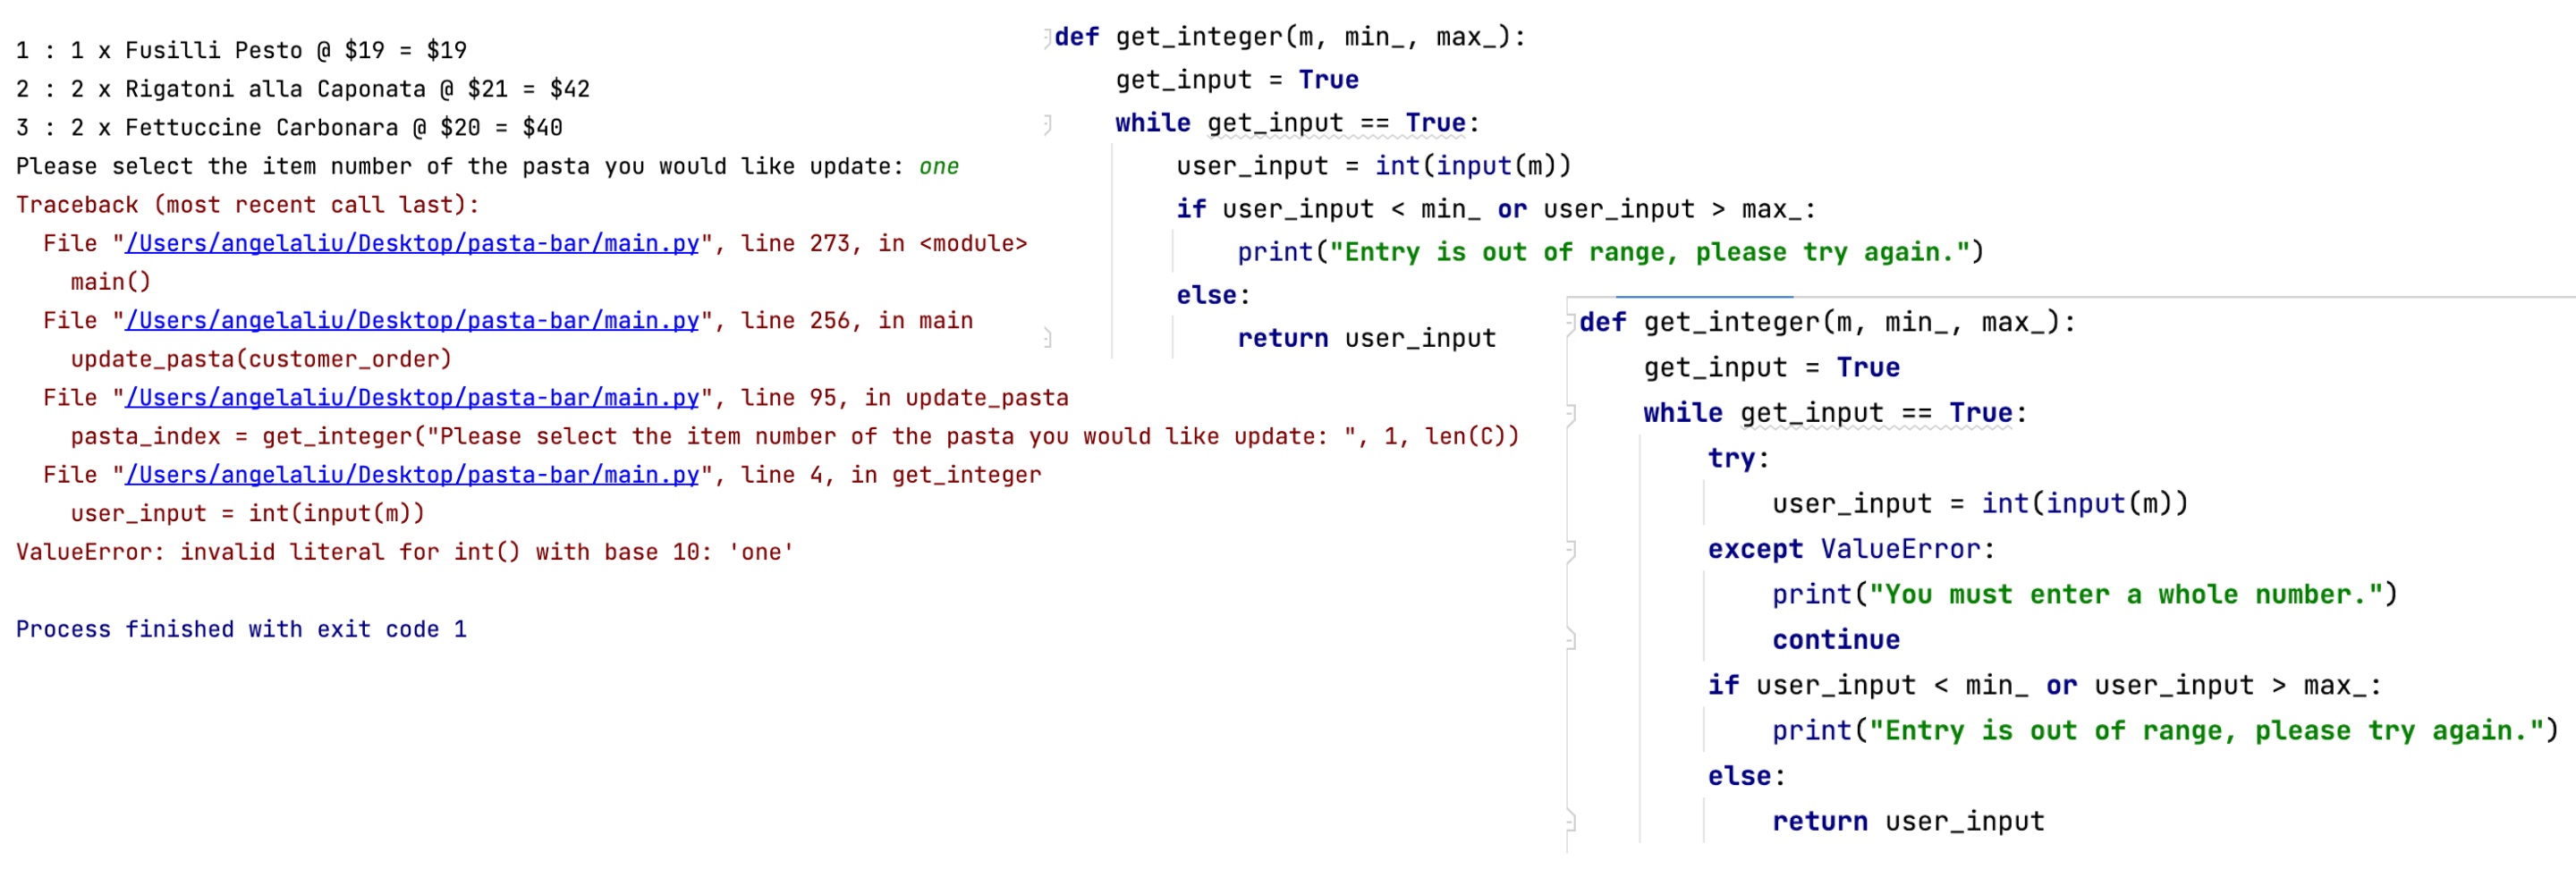 1 : 1 x Fusilli Pesto @ $19 = $19
2 : 2 x Rigatoni alla Caponata @ $21 = $42
3 : 2 x Fettuccine Carbonara @ $20 = $40
Please select the item number of the pasta you would like update: one
Traceback (most recent call last):
  File "/Users/angelaliu/Desktop/pasta-bar/main.py", line 273, in <module>
    main()
  File "/Users/angelaliu/Desktop/pasta-bar/main.py", line 256, in main
    update_pasta(customer_order)
  File "/Users/angelaliu/Desktop/pasta-bar/main.py", line 95, in update_pasta
    pasta_index = get_integer("Please select the item number of the pasta you would like update: ", 1, len(C))
  File "/Users/angelaliu/Desktop/pasta-bar/main.py", line 4, in get_integer
    user_input = int(input(m))
ValueError: invalid literal for int() with base 10: 'one'
Process finished with exit code 1
def get_integer(m, min_, max_):
    get_input = True
    while get_input == True:
        user_input = int(input(m))
        if user_input < min_ or user_input > max_:
            print("Entry is out of range, please try again.")
        else:
            return user_input
def get_integer(m, min_, max_):
    get_input = True
    while get_input == True:
        try:
            user_input = int(input(m))
        except ValueError:
            print("You must enter a whole number.")
            continue
        if user_input < min_ or user_input > max_:
            print("Entry is out of range, please try again.")
        else:
            return user_input